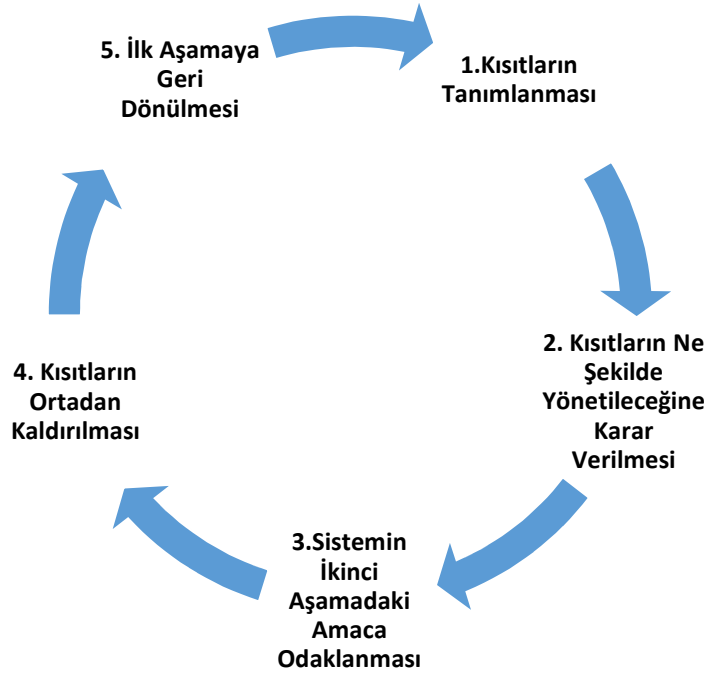 1.Kısıtların
Tanımlanması
2. Kısıtların Ne
Şekilde
Yönetileceğine
Karar
Verilmesi
3.Sistemin
İkinci
Aşamadaki
Amaca
Odaklanması
4. Kısıtların
Ortadan
Kaldırılması
5. İlk Aşamaya
Geri
Dönülmesi